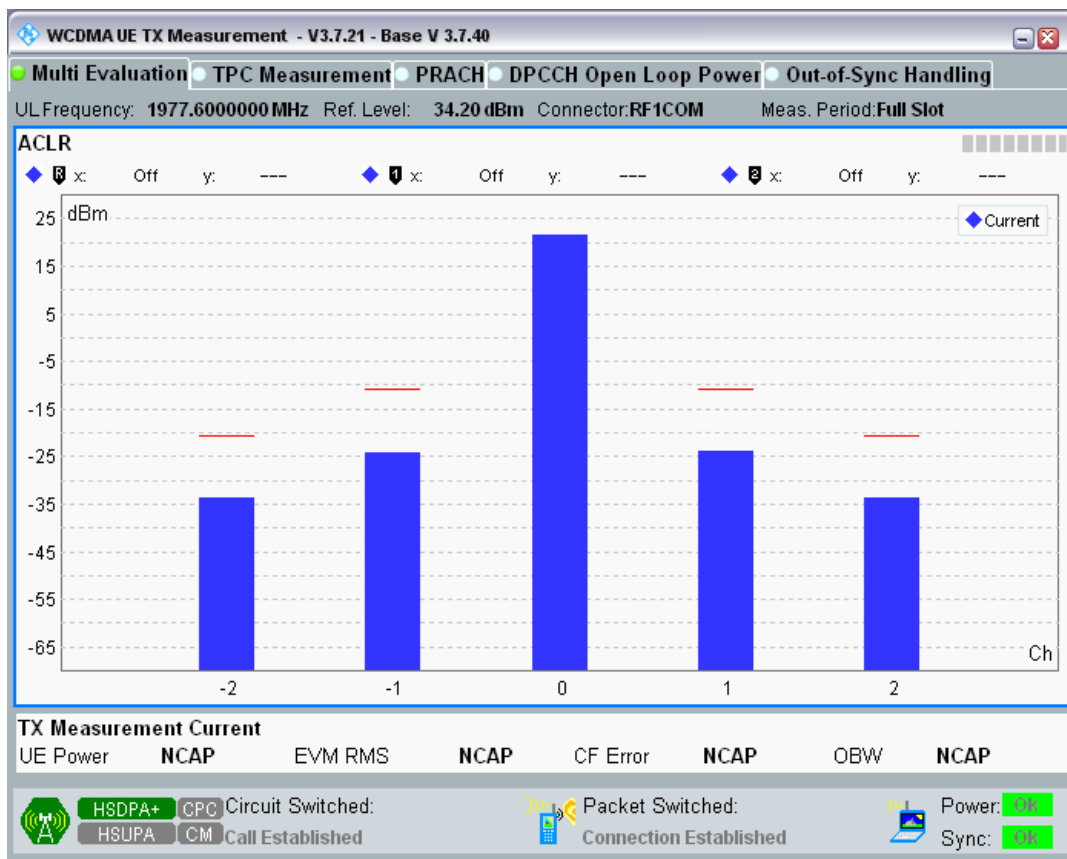 WCDMA UE TX Measurement - V3.7.21 - Base V 3.7.40
Multi Evaluation TPC Measurement PRACH DPCCH Open Loop Power Out-of-Sync Handling
UL Frequency: 1977.6000000 MHz Ref. Level: 34.20 dBm Connector:RF1COM Meas. Period:Full Slot
ACLR
R x: Off y: --- 1 x: Off y: --- 2 x: Off y: ---
dBm
Current
25
15
5
-5
-15
-25
-35
-45
-55
-65
Ch
-2 -1 0 1 2
TX Measurement Current
UE Power NCAP EVM RMS NCAP CF Error NCAP OBW NCAP
HSDPA+ CPC Circuit Switched: Packet Switched: Power: Ok
HSUPA CM Call Established Connection Established Sync: Ok